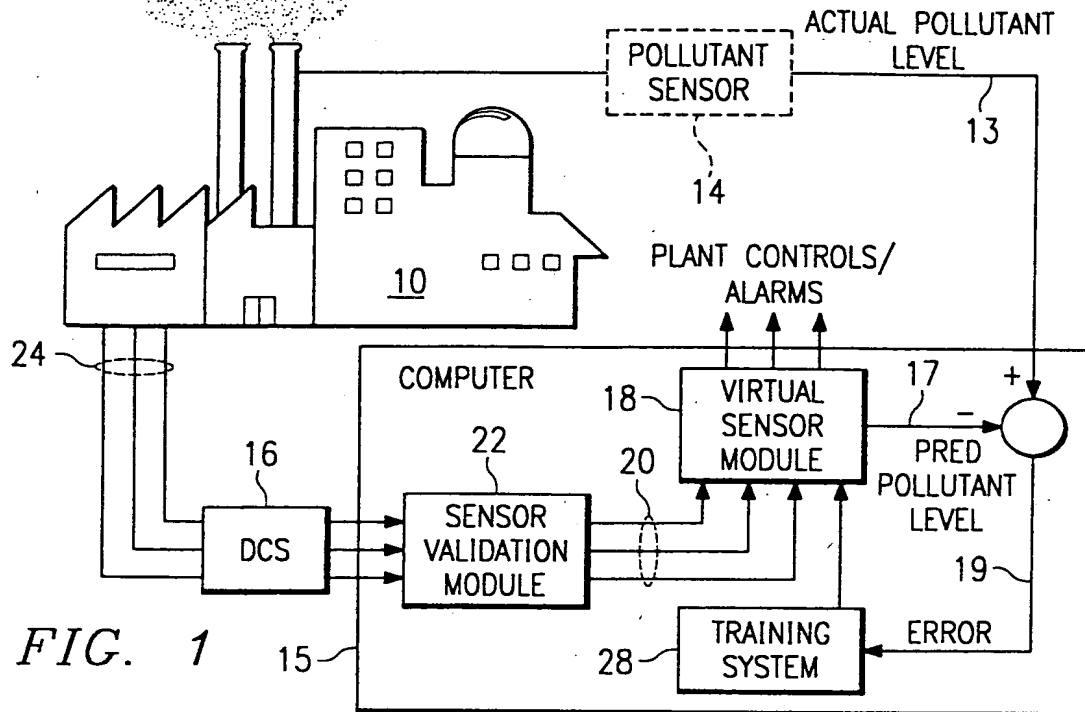 ACTUAL POLLUTANT
LEVEL
POLLUTANT
SENSOR
13
14
PLANT CONTROLS/
ALARMS
10
24
COMPUTER
18
VIRTUAL
SENSOR
MODULE
17
+
-
PRED
POLLUTANT
LEVEL
16
22
20
DCS
SENSOR
VALIDATION
MODULE
19
FIG. 1
15
28
TRAINING
SYSTEM
ERROR